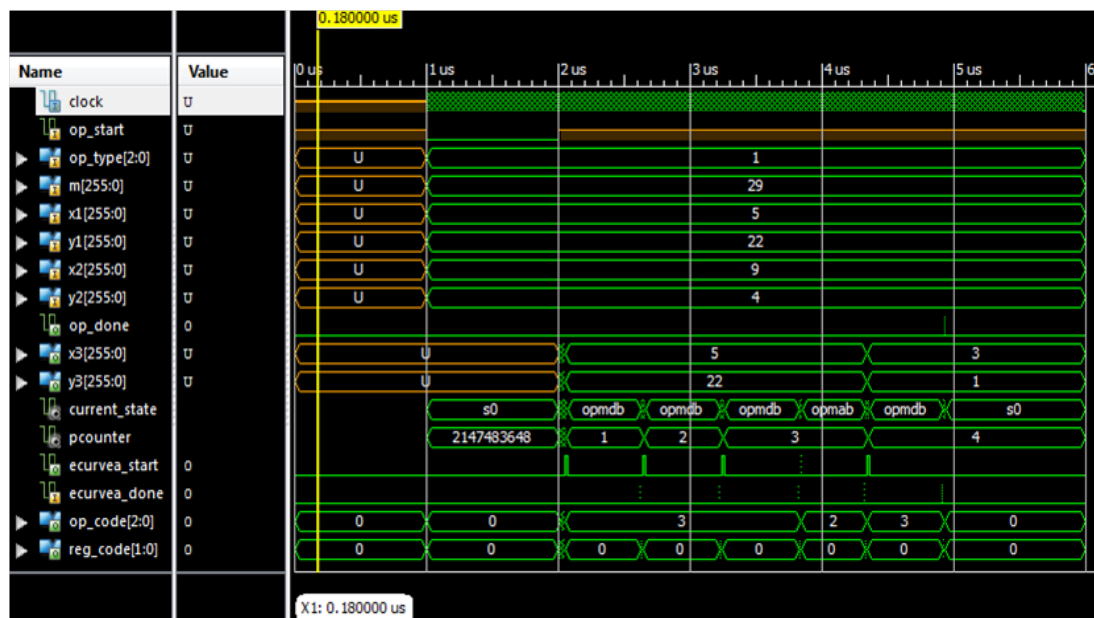 0.180000 us
Name Value 0 us 1 us 2 us 3 us 4 us 5 us 6
clock U
op_start U
op_type[2:0] U U 1
m[255:0] U U 29
x1[255:0] U U 5
y1[255:0] U U 22
x2[255:0] U U 9
y2[255:0] U U 4
op_done 0
x3[255:0] U U 5 3
y3[255:0] U U 22 1
current_state s0 opmdb opmdb opmdb opmab opmdb s0
pcounter 2147483648 1 2 3 4
ecurvea_start 0
ecurvea_done 0
op_code[2:0] 0 0 0 3 2 3 0
reg_code[1:0] 0 0 0 0 0 0 0 0 0
X1: 0.180000 us